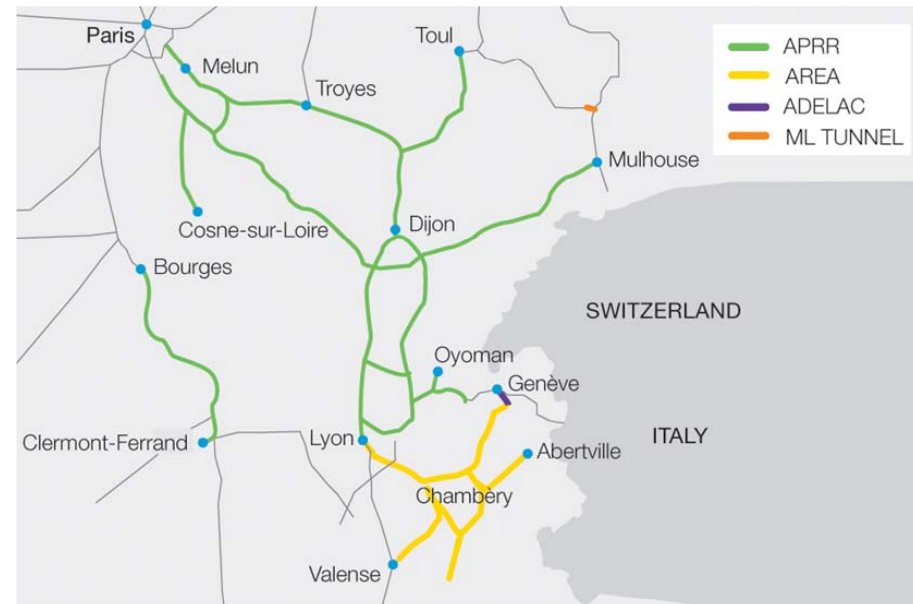 Paris
Toul
Melun
Troyes
Mulhouse
Cosne-sur-Loire
Dijon
Bourges
SWITZERLAND
Oyoman
Genève
Clermont-Ferrand
Lyon
Abertville
ITALY
Chambéry
Valense
APRR
AREA
ADELAC
ML TUNNEL